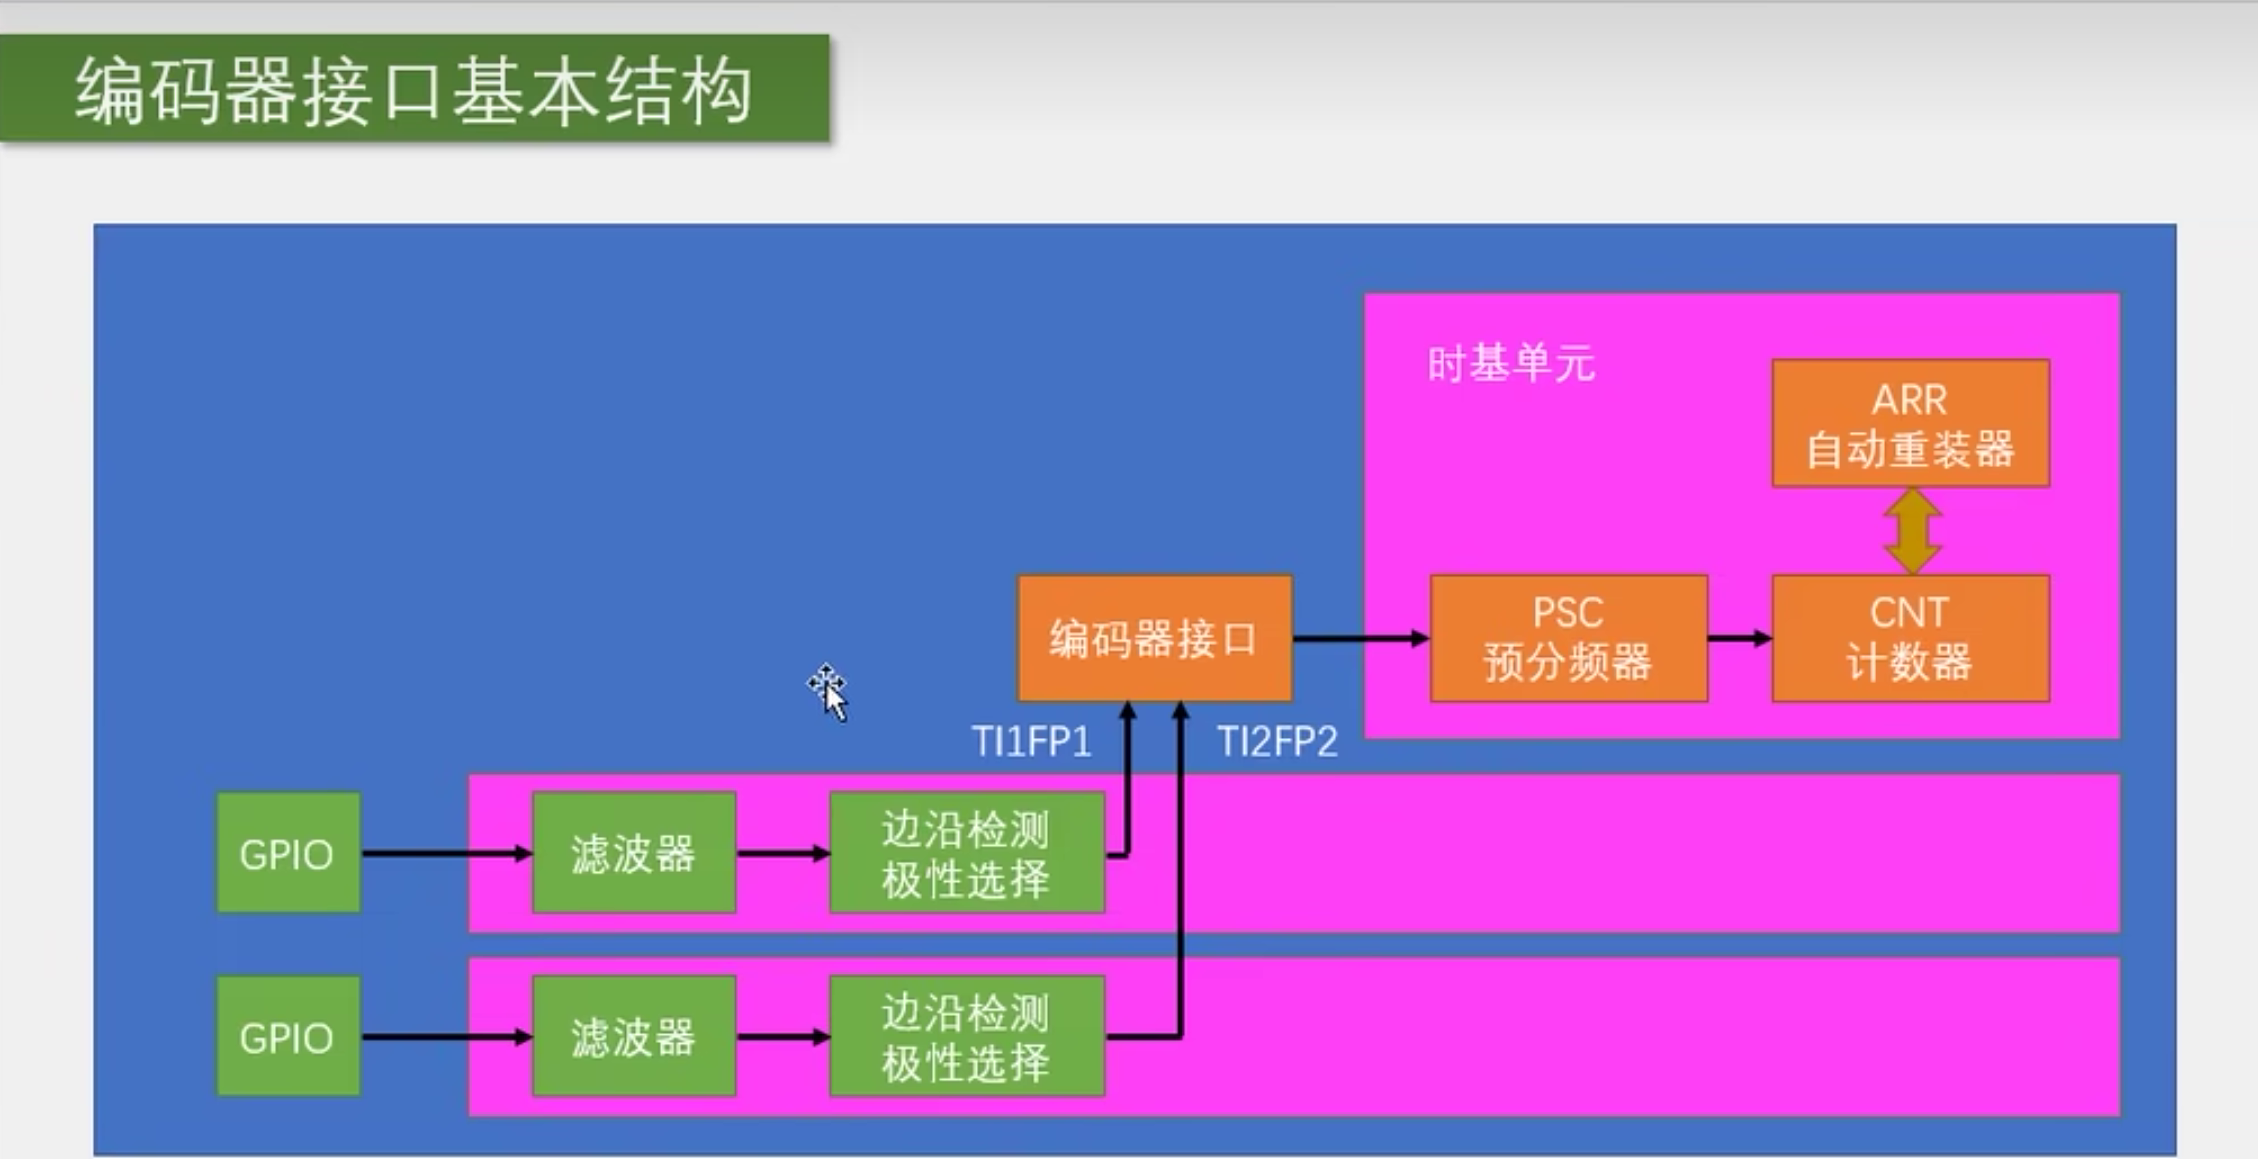 编码器接口基本结构
时基单元
ARR
自动重装器
编码器接口
PSC
预分频器
CNT
计数器
TI1FP1
TI2FP2
GPIO
滤波器
边沿检测
极性选择
GPIO
滤波器
边沿检测
极性选择